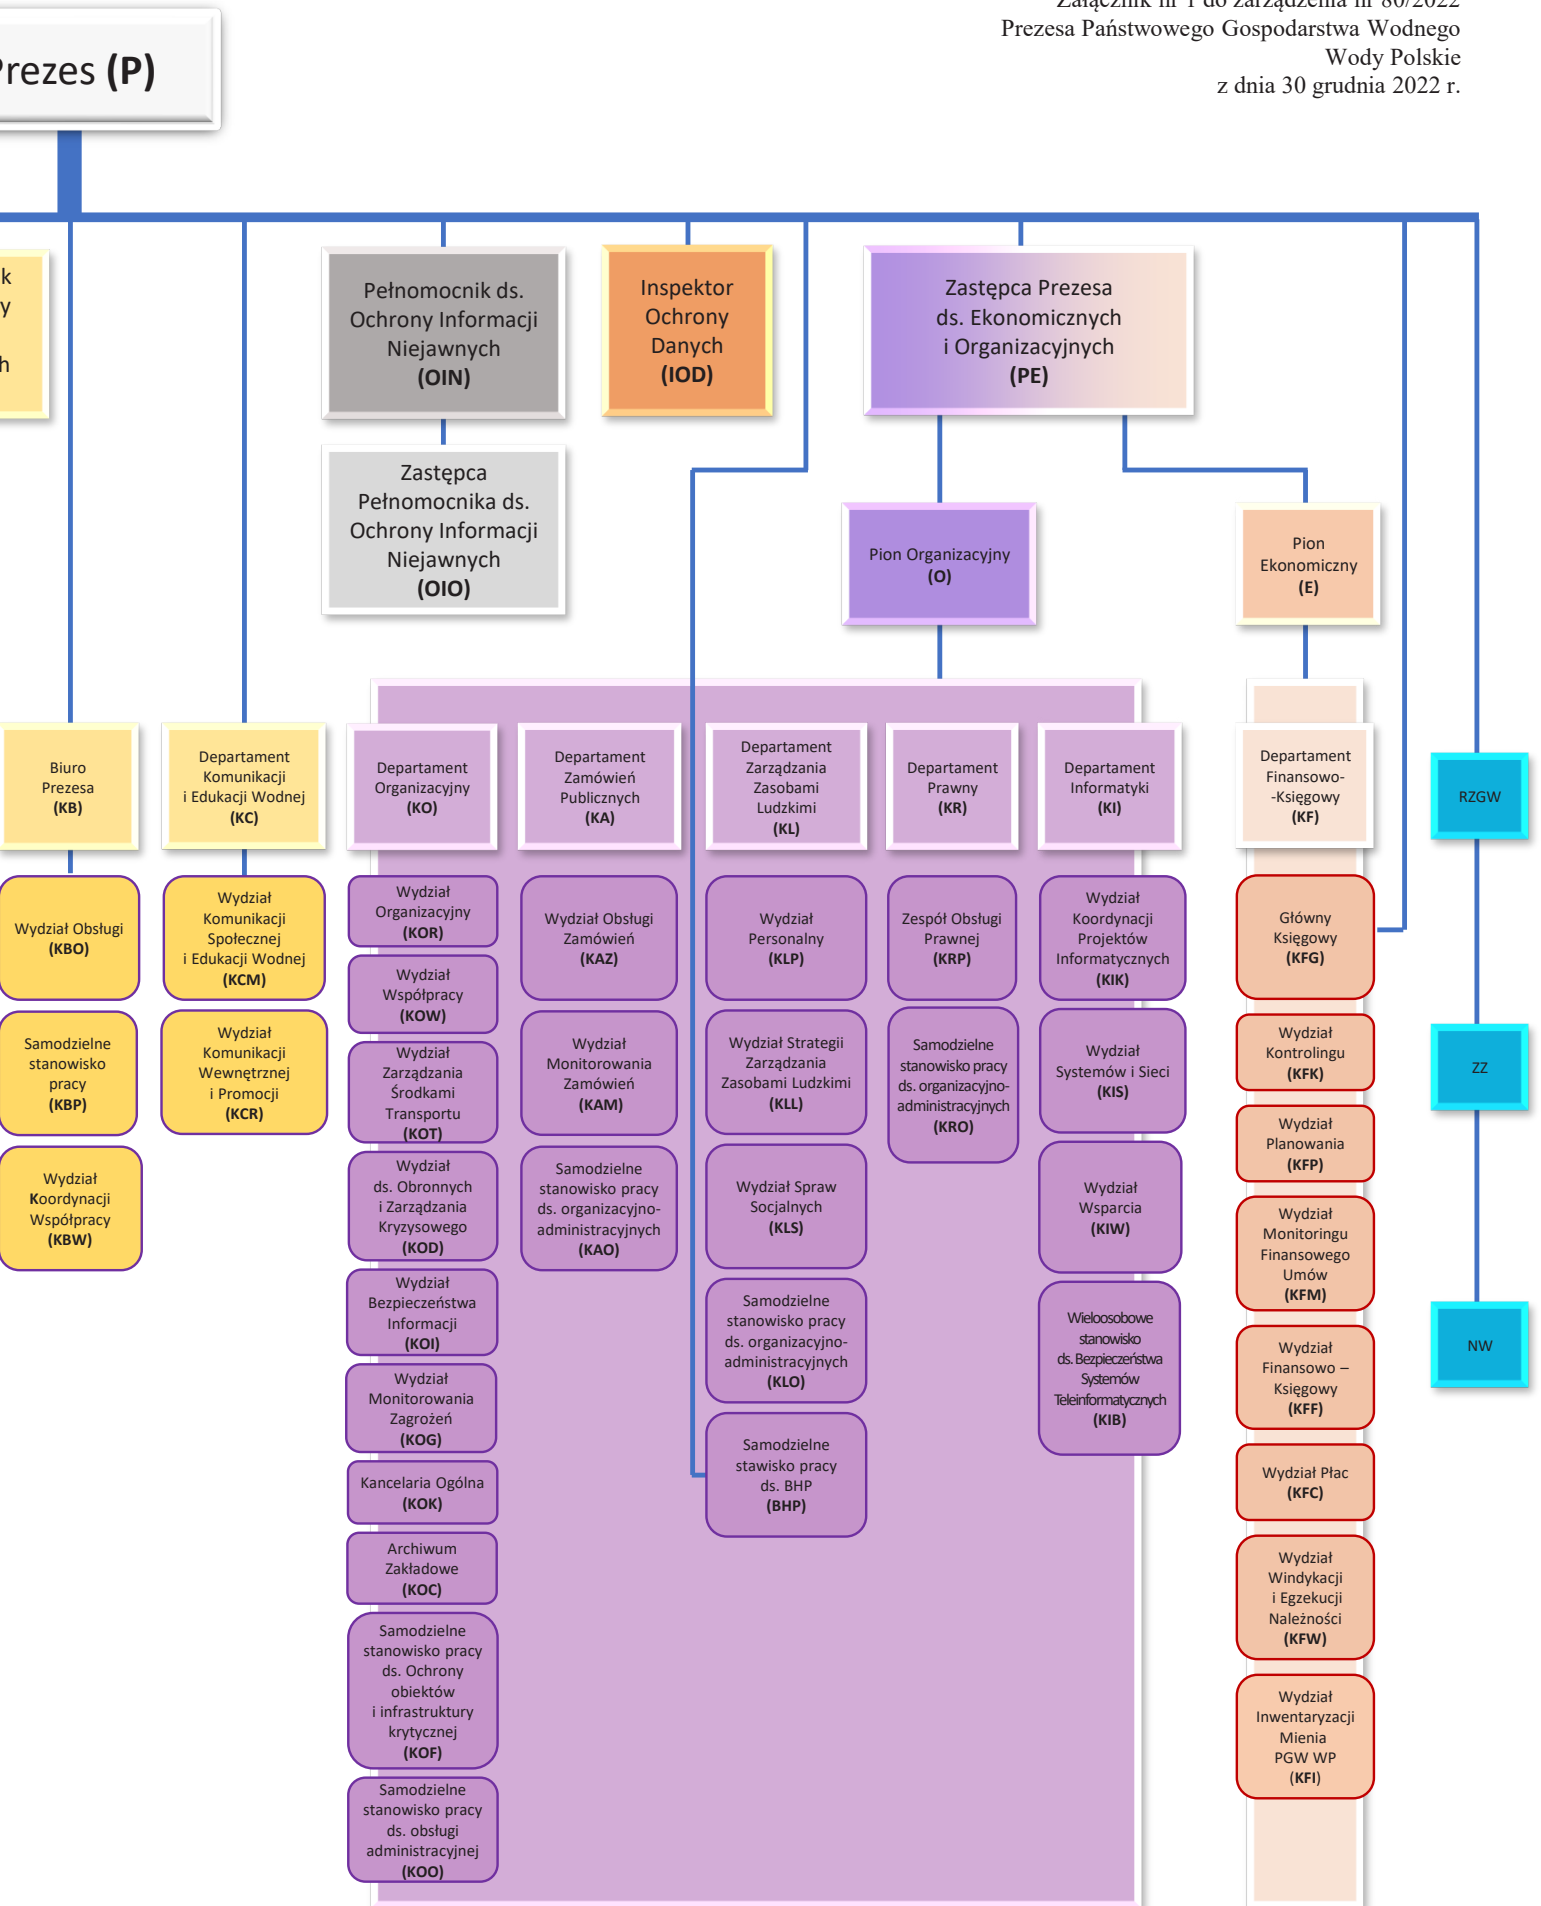 Załącznik nr 1 do zarządzenia nr 80/2022
Prezesa Państwowego Gospodarstwa Wodnego
Wody Polskie
z dnia 30 grudnia 2022 r.
Prezes (P)
k
y
h
Pełnomocnik ds.
Ochrony Informacji
Niejawnych
(OIN)
Zastępca
Pełnomocnika ds.
Ochrony Informacji
Niejawnych
(OIO)
Inspektor
Ochrony
Danych
(IOD)
Zastępca Prezesa
ds. Ekonomicznych
i Organizacyjnych
(PE)
Pion Organizacyjny
(O)
Pion
Ekonomiczny
(E)
Biuro
Prezesa
(KB)
Wydział Obsługi
(KBO)
Samodzielne
stanowisko
pracy
(KBP)
Wydział
Koordynacji
Współpracy
(KBW)
Departament
Komunikacji
i Edukacji Wodnej
(KC)
Wydział
Komunikacji
Społecznej
i Edukacji Wodnej
(KCM)
Wydział
Komunikacji
Wewnętrznej
i Promocji
(KCR)
Departament
Organizacyjny
(KO)
Wydział
Organizacyjny
(KOR)
Wydział
Współpracy
(KOW)
Wydział
Zarządzania
Środkami
Transportu
(KOT)
Wydział
ds. Obronnych
i Zarządzania
Kryzysowego
(KOD)
Wydział
Bezpieczeństwa
Informacji
(KOI)
Wydział
Monitorowania
Zagrożeń
(KOG)
Kancelaria Ogólna
(KOK)
Archiwum
Zakładowe
(KOC)
Samodzielne
stanowisko pracy
ds. Ochrony
obiektów
i infrastruktury
krytycznej
(KOF)
Samodzielne
stanowisko pracy
ds. obsługi
administracyjnej
(KOO)
Departament
Zamówień
Publicznych
(KA)
Wydział Obsługi
Zamówień
(KAZ)
Wydział
Monitorowania
Zamówień
(KAM)
Samodzielne
stanowisko pracy
ds. organizacyjno-
administracyjnych
(KAO)
Departament
Zarządzania
Zasobami
Ludzkimi
(KL)
Wydział
Personalny
(KLP)
Wydział Strategii
Zarządzania
Zasobami Ludzkimi
(KLL)
Wydział Spraw
Socjalnych
(KLS)
Samodzielne
stanowisko pracy
ds. organizacyjno-
administracyjnych
(KLO)
Samodzielne
stawisko pracy
ds. BHP
(BHP)
Departament
Prawny
(KR)
Zespół Obsługi
Prawnej
(KRP)
Samodzielne
stanowisko pracy
ds. organizacyjno-
administracyjnych
(KRO)
Departament
Informatyki
(KI)
Wydział
Koordynacji
Projektów
Informatycznych
(KIK)
Wydział
Systemów i Sieci
(KIS)
Wydział
Wsparcia
(KIW)
Wieloosobowe
stanowisko
ds. Bezpieczeństwa
Systemów
Teleinformatycznych
(KIB)
Departament
Finansowo-
-Księgowy
(KF)
Główny
Księgowy
(KFG)
Wydział
Kontrolingu
(KFK)
Wydział
Planowania
(KFP)
Wydział
Monitoringu
Finansowego
Umów
(KFM)
Wydział
Finansowo –
Księgowy
(KFF)
Wydział Płac
(KFC)
Wydział
Windykacji
i Egzekucji
Należności
(KFW)
Wydział
Inwentaryzacji
Mienia
PGW WP
(KFI)
RZGW
ZZ
NW